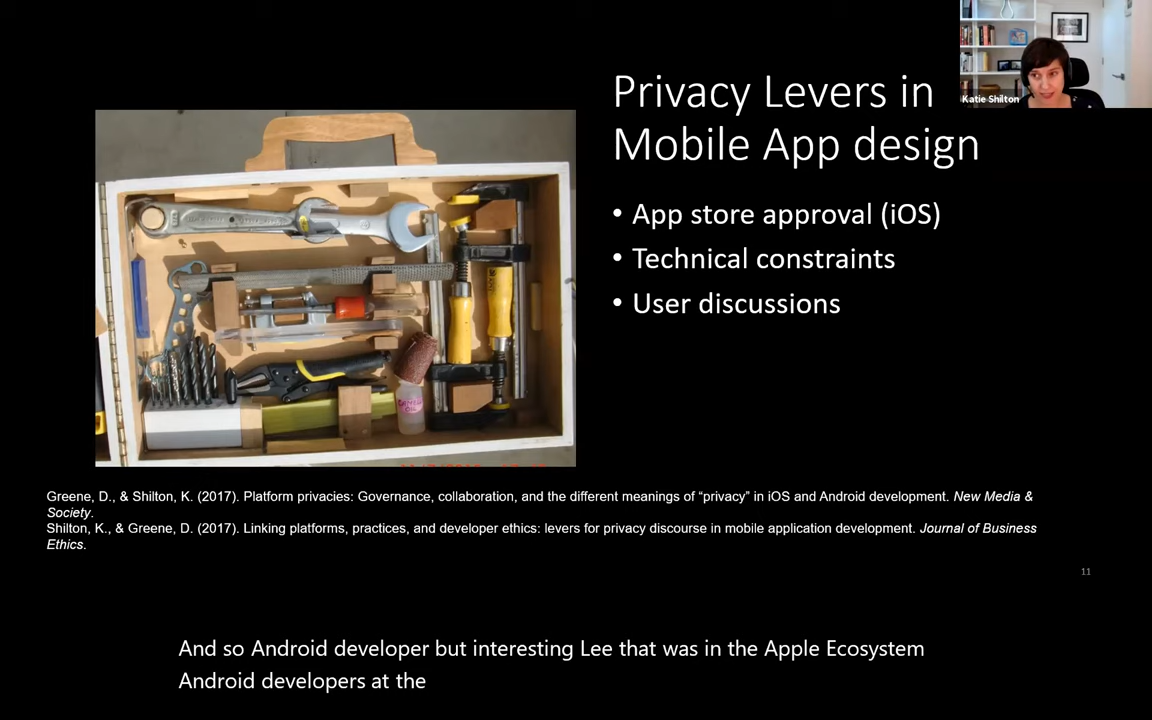 Privacy Levers in
Mobile App design
Katie Shilton
• App store approval (iOS)
• Technical constraints
• User discussions
Greene, D., & Shilton, K. (2017). Platform privacies: Governance, collaboration, and the different meanings of “privacy” in iOS and Android development. New Media &
Society.
Shilton, K., & Greene, D. (2017). Linking platforms, practices, and developer ethics: levers for privacy discourse in mobile application development. Journal of Business
Ethics.
11
And so Android developer but interesting Lee that was in the Apple Ecosystem
Android developers at the